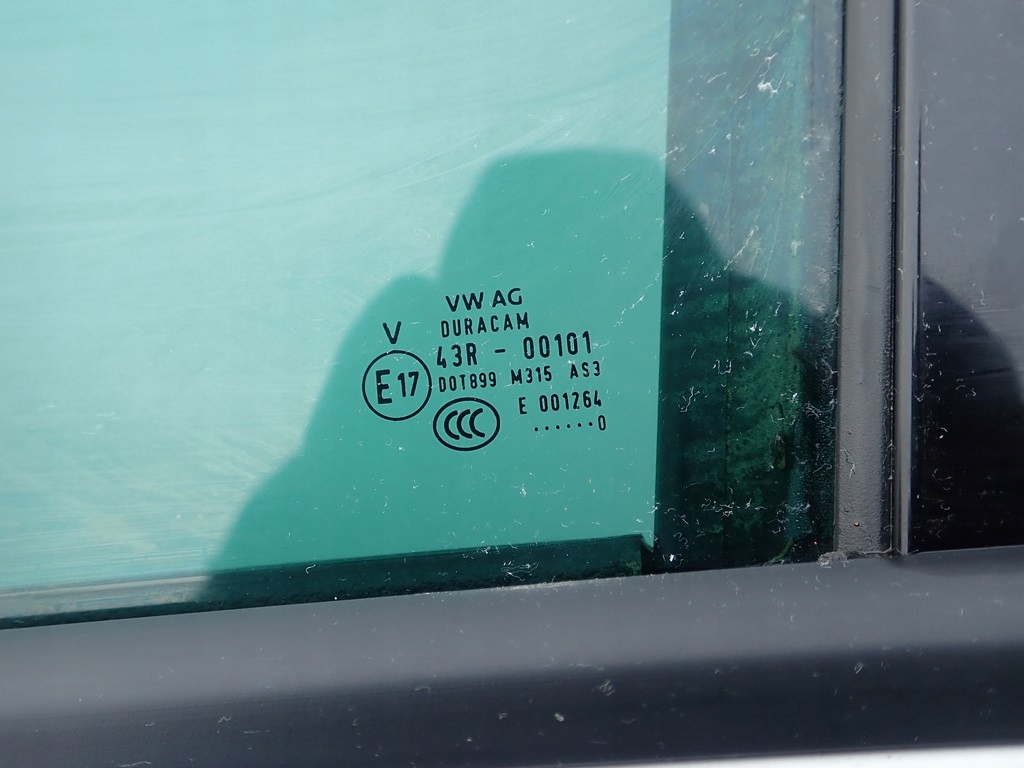 VW AG
V DURACAM
43R - 00101
E17 DOT899 M315 AS3
CCC E 001264
......0